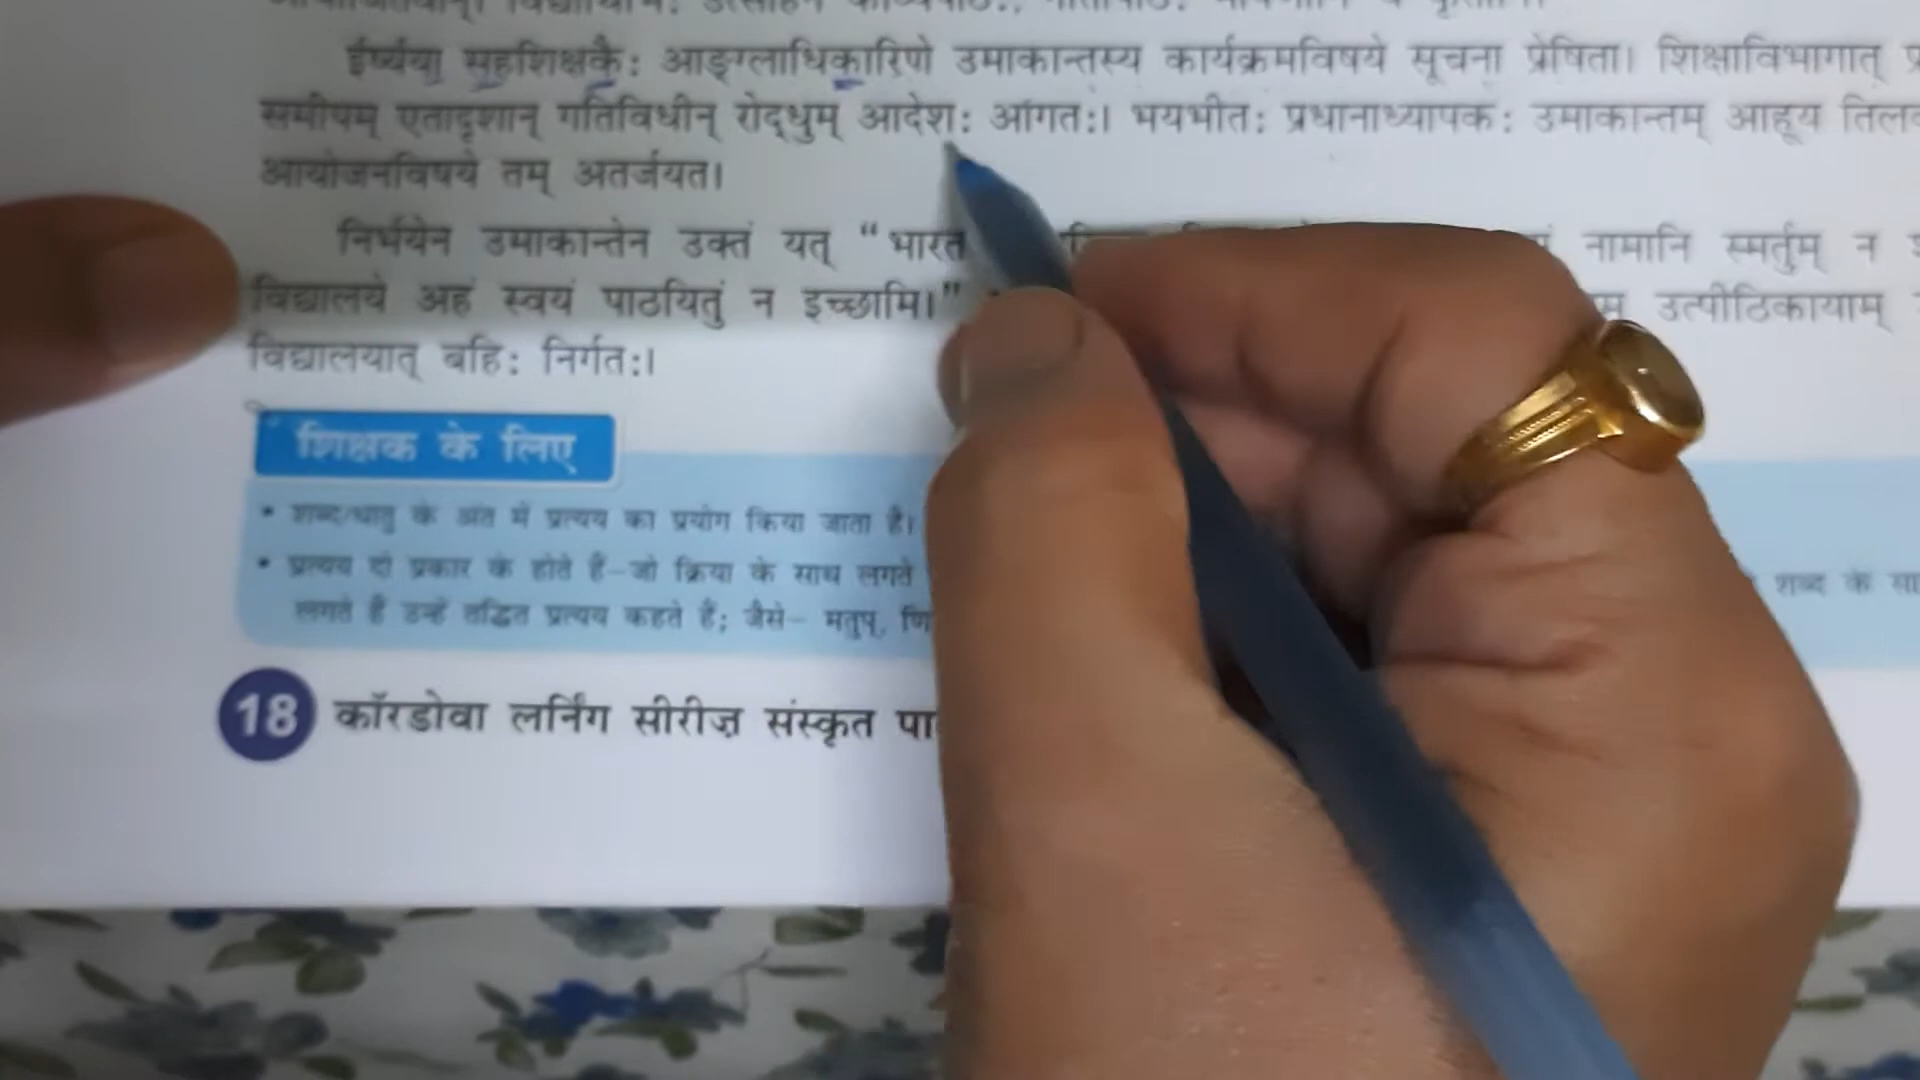 ईर्ष्यया सहशिक्षकैः आङ्ग्लाधिकारिणे उमाकान्तस्य कार्यक्रमविषये सूचना प्रेषिता। शिक्षाविभागात्
समीपम् एतादृशान् गतिविधीन् रोद्धुम् आदेशः आगतः। भयभीतः प्रधानाध्यापकः उमाकान्तम् आहूय
आयोजनविषये तम् अतर्जयत।
निर्भयेन उमाकान्तेन उक्तं यत् “भारत नामानि स्मर्तुम् न
विद्यालये अहं स्वयं पाठयितुं न इच्छामि।” उत्पीठिकायाम्
विद्यालयात् बहिः निर्गतः।
शिक्षक के लिए
• शब्द/धातु के अंत में प्रत्यय का प्रयोग किया जाता है।
• प्रत्यय दो प्रकार के होते हैं–जो क्रिया के साथ लगते शब्द के
लगते हैं उन्हें तद्धित प्रत्यय कहते हैं; जैसे– मतुप्,
18 कॉरडोवा लर्निंग सीरीज़ संस्कृत